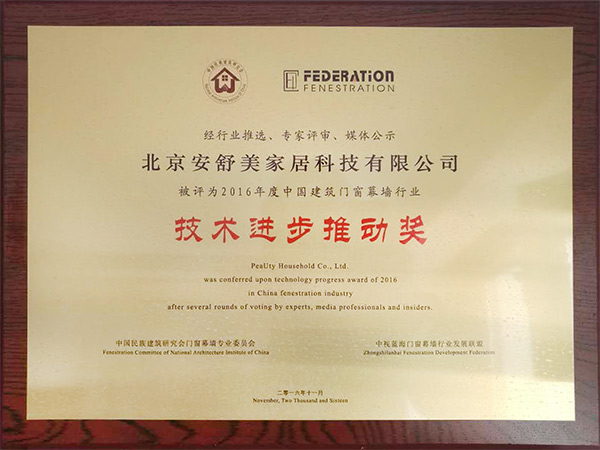 FEDERATION
FENESTRATION
经行业推选、专家评审、媒体公示
北京安舒美家居科技有限公司
被评为2016年度中国建筑门窗幕墙行业
技术进步推动奖
PeaUty Household Co., Ltd.
was conferred upon technology progress award of 2016
in China fenestration industry
after several rounds of voting by experts, media professionals and insiders.
中国民族建筑研究会门窗幕墙专业委员会
Fenestration Committee of National Architecture Institute of China
中祝蓝海门窗幕墙行业发展联盟
Zhongshilanhai Fenestration Development Federation
二零一六年十一月
November, Two Thousand and Sixteen